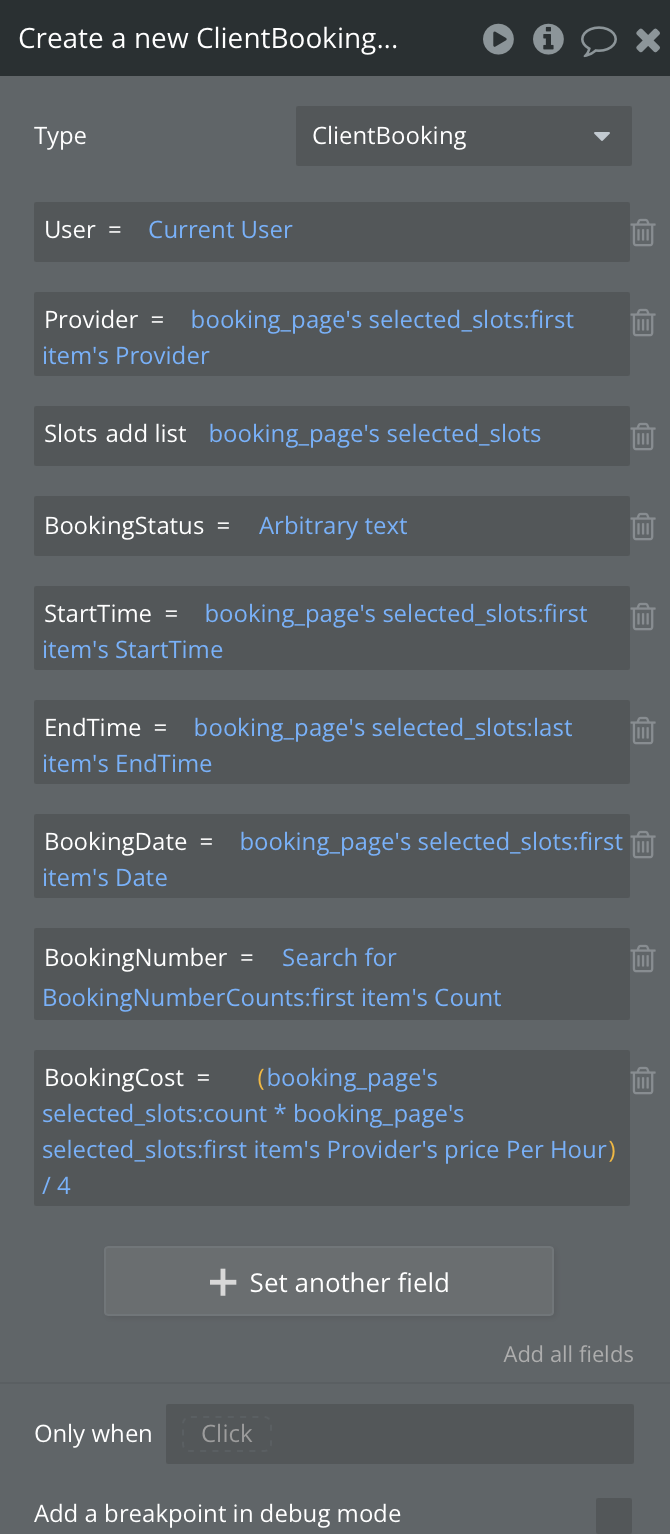 Create a new ClientBooking...
Type
ClientBooking
User = Current User
Provider = booking_page's selected_slots:first
item's Provider
Slots add list booking_page's selected_slots
BookingStatus = Arbitrary text
StartTime = booking_page's selected_slots:first
item's StartTime
EndTime = booking_page's selected_slots:last
item's EndTime
BookingDate = booking_page's selected_slots:first
item's Date
BookingNumber = Search for
BookingNumberCounts:first item's Count
BookingCost = (booking_page's
selected_slots:count * booking_page's
selected_slots:first item's Provider's price Per Hour)
/ 4
Set another field
Add all fields
Only when Click
Add a breakpoint in debug mode